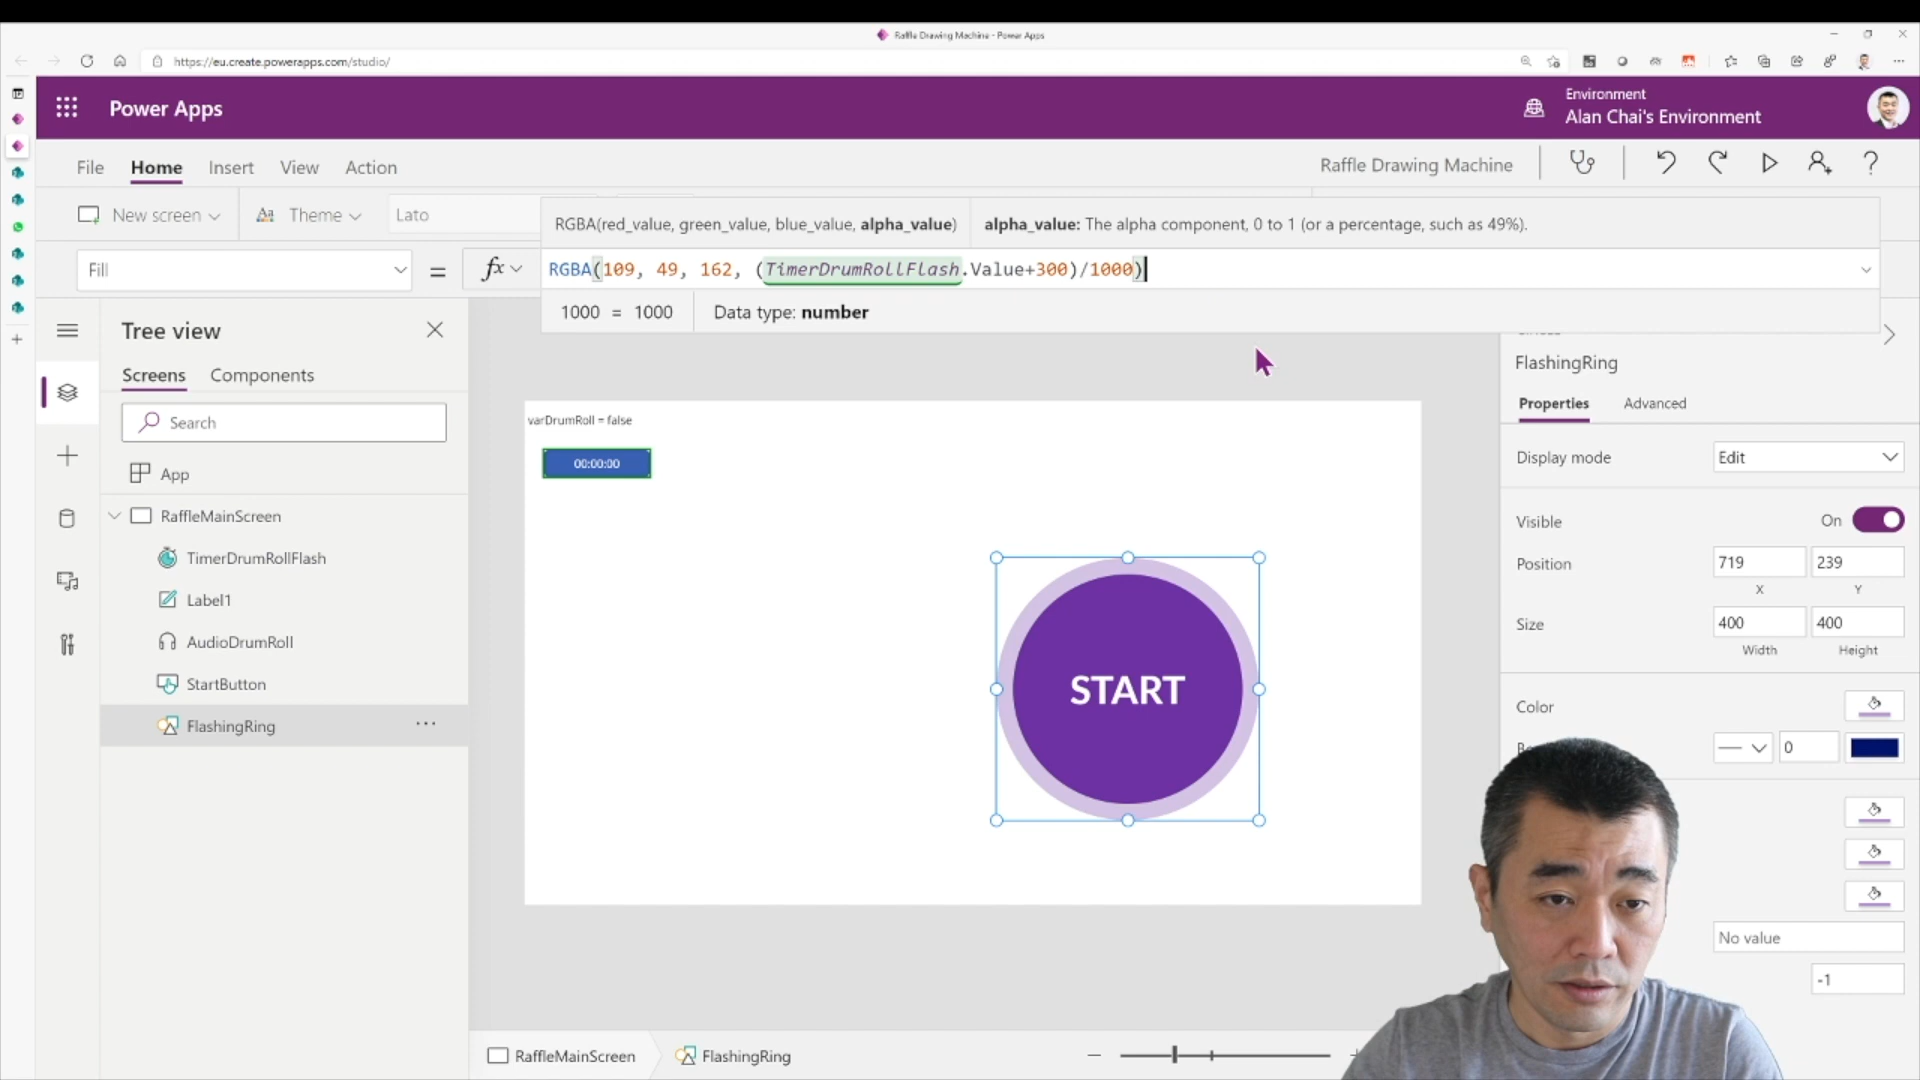 Raffle Drawing Machine - Power Apps
https://eu.create.powerapps.com/studio/
Power Apps
Environment
Alan Chai's Environment
File Home Insert View Action
Raffle Drawing Machine
New screen
Theme
Lato
RGBA(red_value, green_value, blue_value, alpha_value)
alpha_value: The alpha component, 0 to 1 (or a percentage, such as 49%).
Fill
=
fx
RGBA(109, 49, 162, (TimerDrumRollFlash.Value+300)/1000)
1000 = 1000
Data type: number
Tree view
Screens Components
Search
App
RaffleMainScreen
TimerDrumRollFlash
Label1
AudioDrumRoll
StartButton
FlashingRing
varDrumRoll = false
00:00:00
START
FlashingRing
Properties Advanced
Display mode
Edit
Visible
On
Position
719 239
X Y
Size
400 400
Width Height
Color
0
No value
-1
RaffleMainScreen
FlashingRing